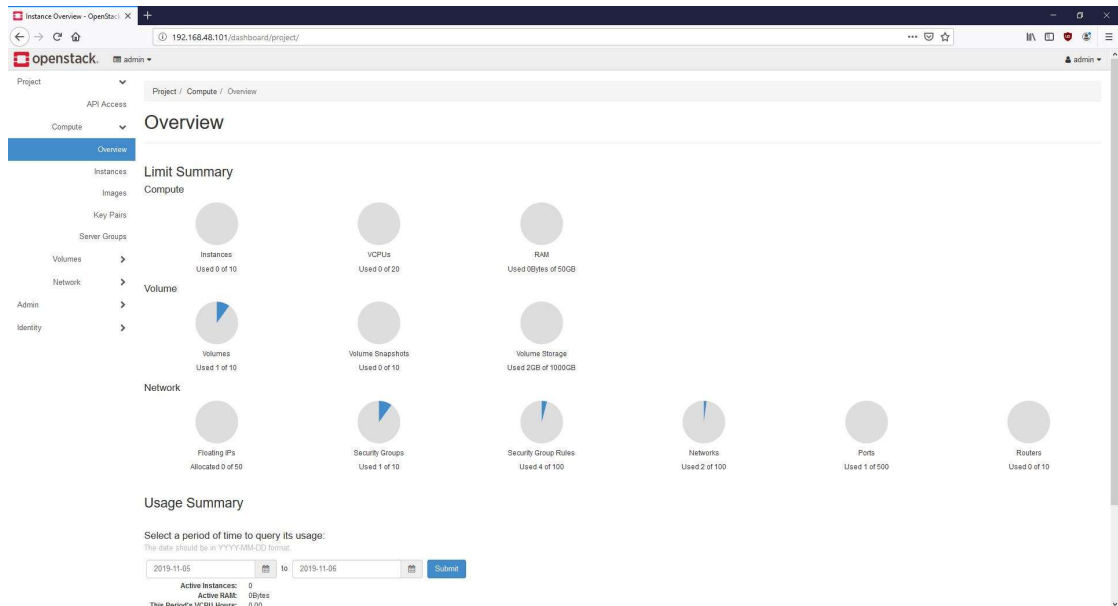 Instance Overview - OpenStac
192.168.48.101/dashboard/project/
openstack. admin
admin
Project
API Access
Compute
Overview
Instances
Images
Key Pairs
Server Groups
Volumes
Network
Admin
Identity
Project / Compute / Overview
Overview
Limit Summary
Compute
Instances
Used 0 of 10
VCPUs
Used 0 of 20
RAM
Used 0Bytes of 50GB
Volume
Volumes
Used 1 of 10
Volume Snapshots
Used 0 of 10
Volume Storage
Used 2GB of 1000GB
Network
Floating IPs
Allocated 0 of 50
Security Groups
Used 1 of 10
Security Group Rules
Used 4 of 100
Networks
Used 2 of 100
Ports
Used 1 of 500
Routers
Used 0 of 10
Usage Summary
Select a period of time to query its usage:
The date should be in YYYY-MM-DD format.
2019-11-05 to 2019-11-06 Submit
Active Instances: 0
Active RAM: 0Bytes
This Period's VCPU Hours: 0.00